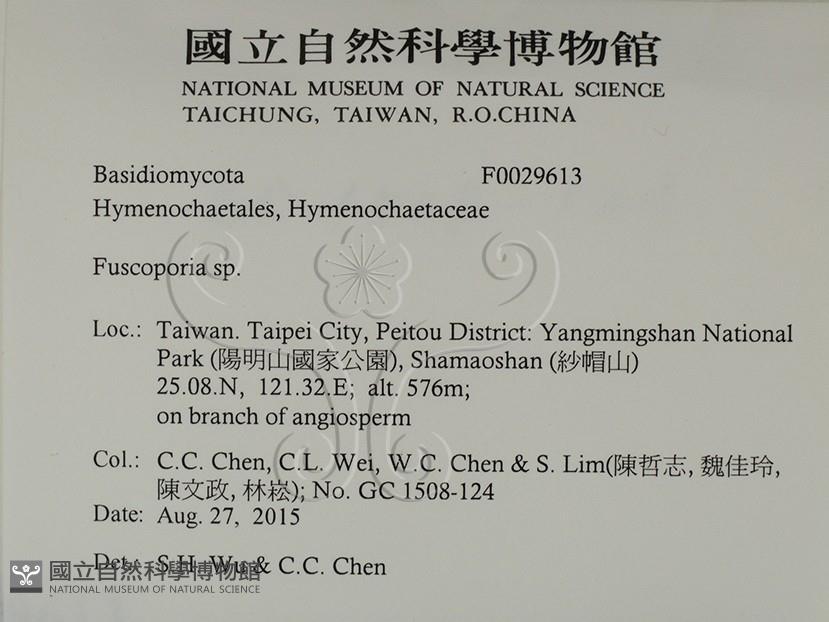 國立自然科學博物館
NATIONAL MUSEUM OF NATURAL SCIENCE
TAICHUNG, TAIWAN, R.O.CHINA
Basidiomycota F0029613
Hymenochaetales, Hymenochaetaceae
Fuscoporia sp.
Loc.: Taiwan. Taipei City, Peitou District: Yangmingshan National
Park (陽明山國家公園), Shamaoshan (紗帽山)
25.08.N, 121.32.E; alt. 576m;
on branch of angiosperm
Col.: C.C. Chen, C.L. Wei, W.C. Chen & S. Lim(陳哲志, 魏佳玲,
陳文政, 林崧); No. GC 1508-124
Date: Aug. 27, 2015
Det.: S.H. Wu & C.C. Chen
國立自然科學博物館
NATIONAL MUSEUM OF NATURAL SCIENCE